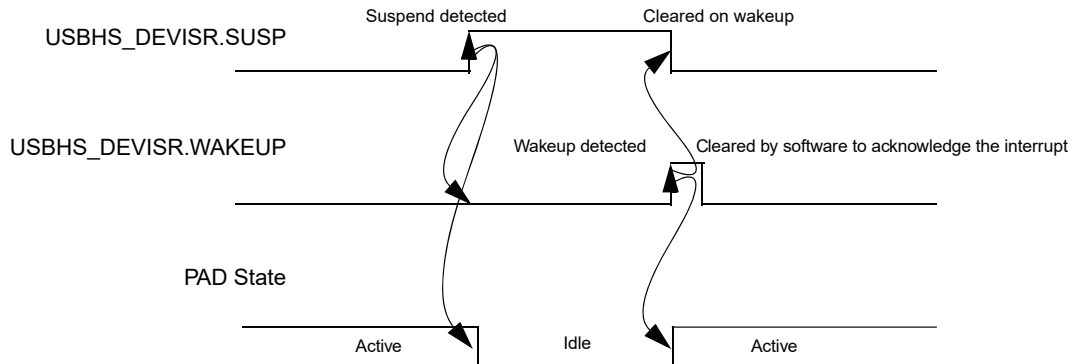 Suspend detected
Cleared on wakeup
USBHS_DEVISR.SUSP
USBHS_DEVISR.WAKEUP
Wakeup detected
Cleared by software to acknowledge the interrupt
PAD State
Active
Idle
Active